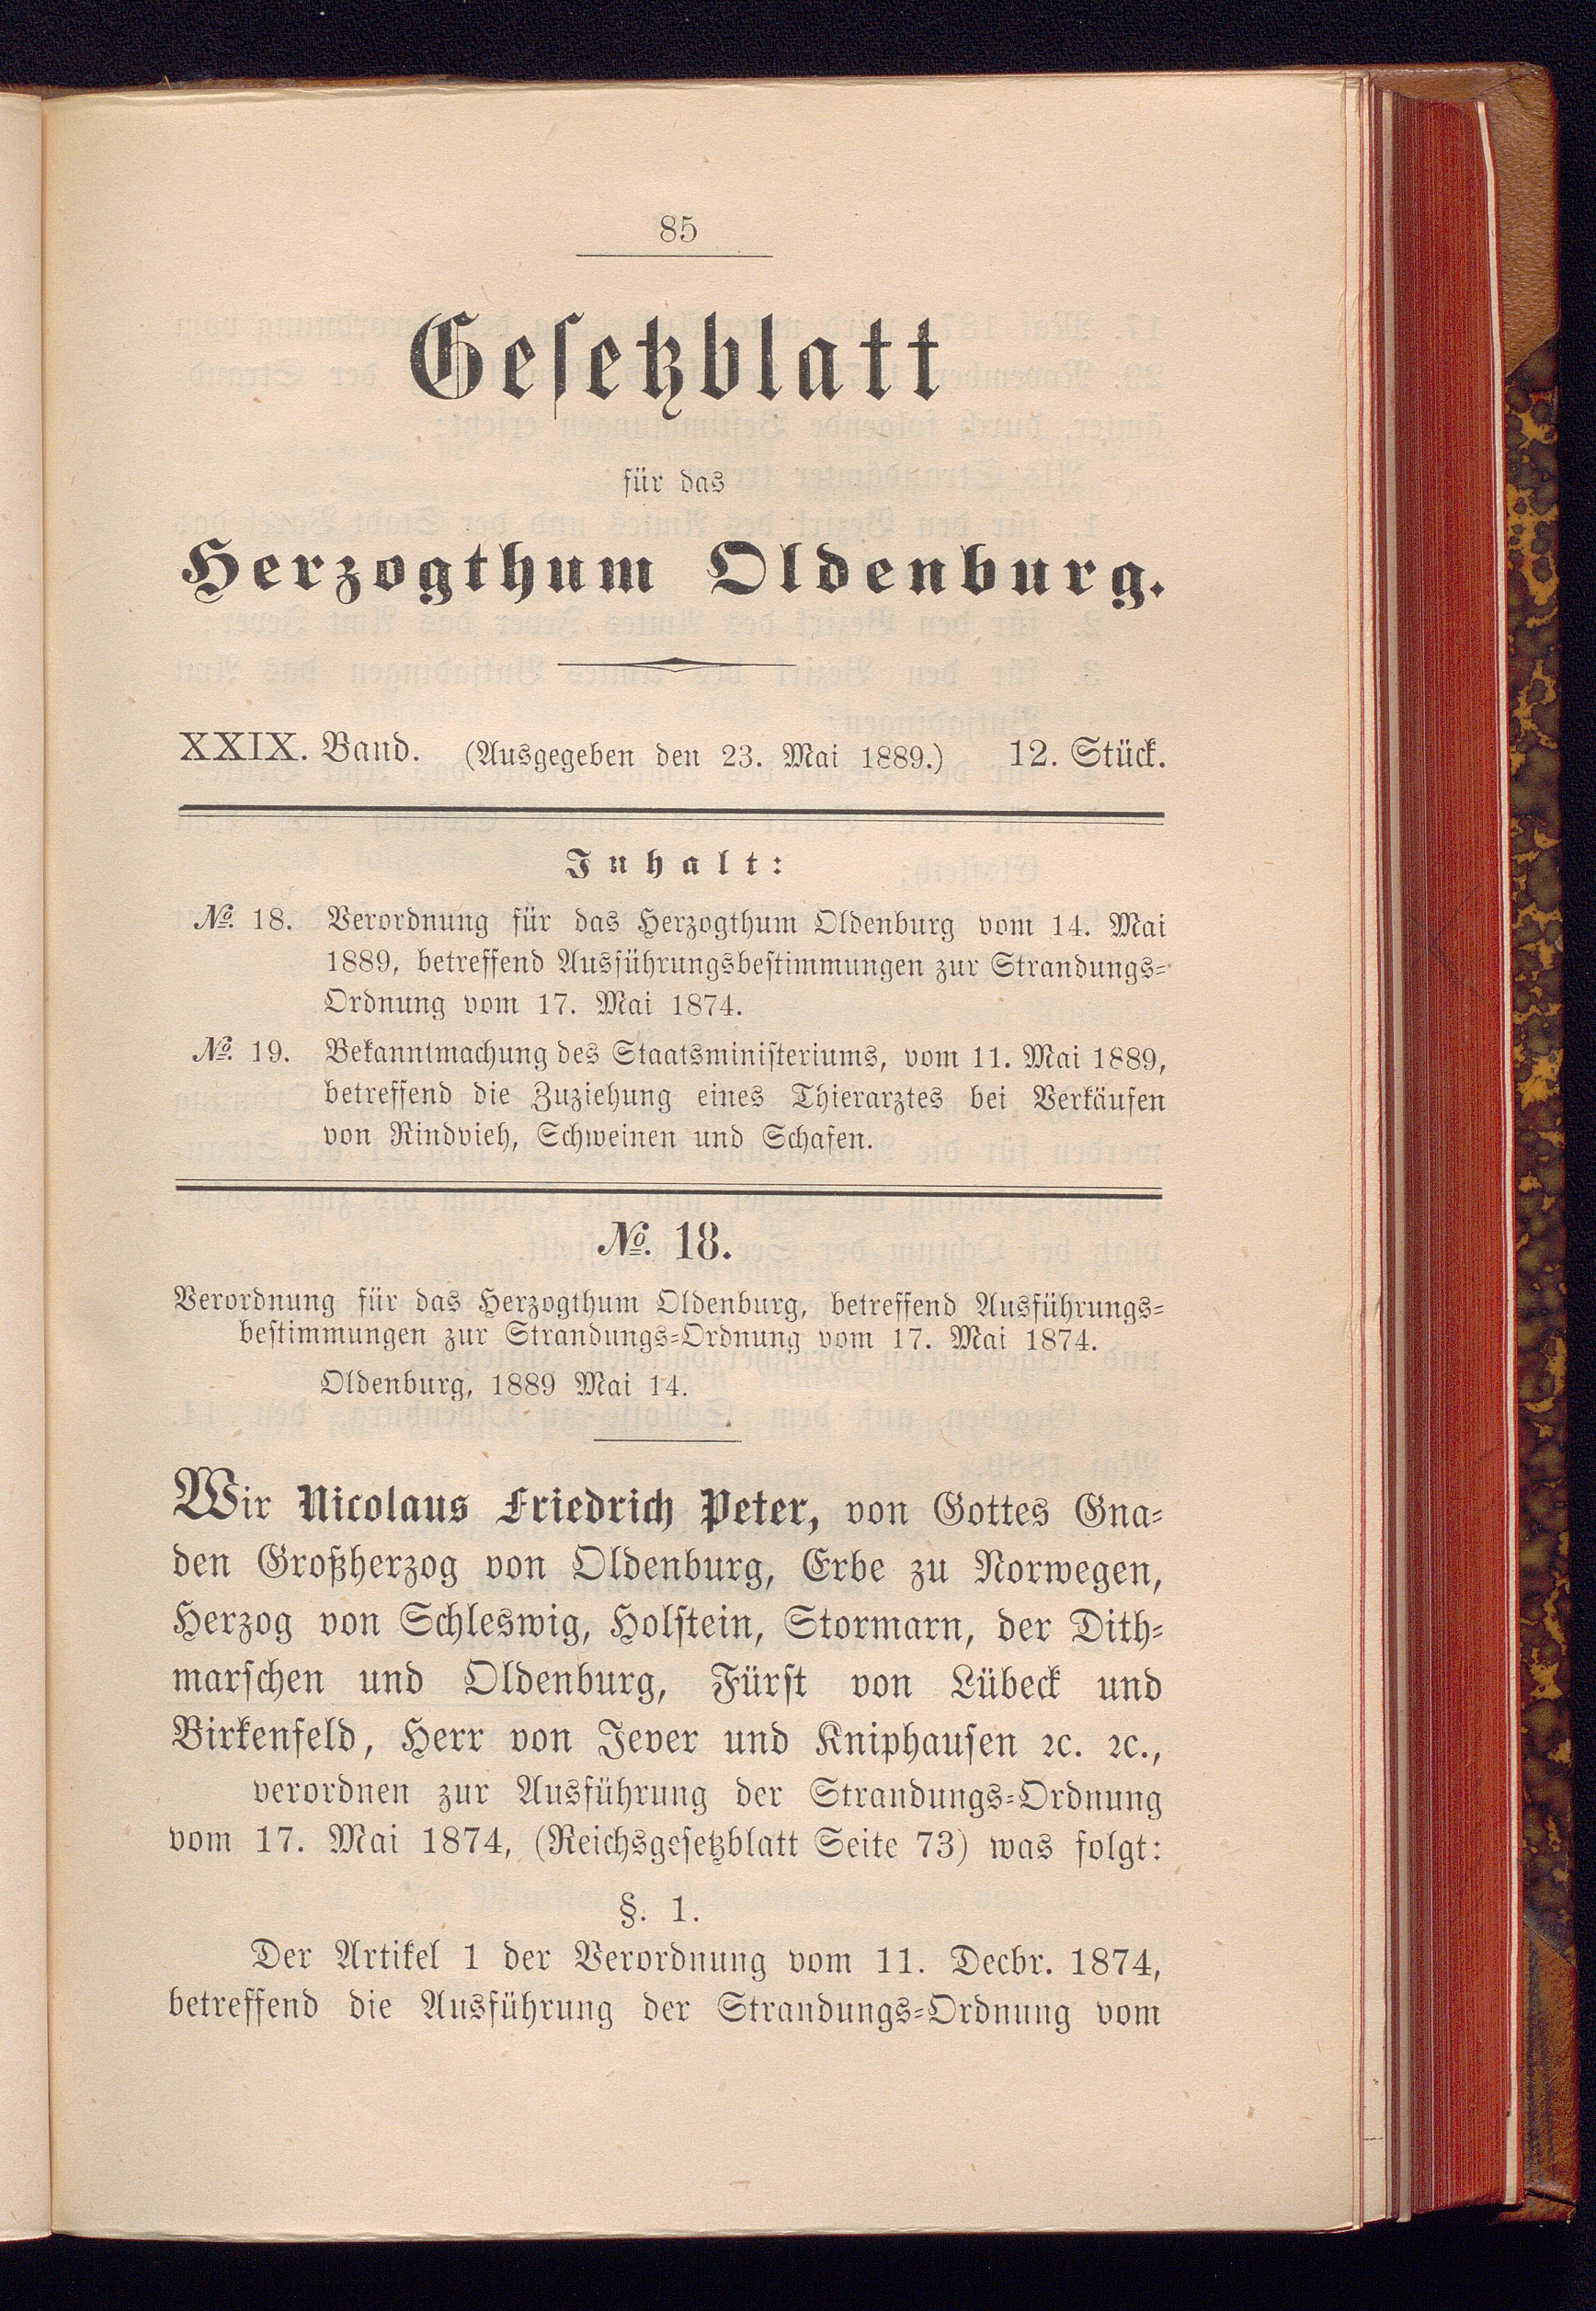 85
Gesetzblatt
für das
Herzogthum Oldenburg.
XXIX. Band. (Ausgegeben den 23. Mai 1889.) 12. Stück.
Inhalt:
№. 18. Verordnung für das Herzogthum Oldenburg vom 14. Mai
1889, betreffend Ausführungsbestimmungen zur Strandungs-
Ordnung vom 17. Mai 1874.
№. 19. Bekanntmachung des Staatsministeriums, vom 11. Mai 1889,
betreffend die Zuziehung eines Thierarztes bei Verkäufen
von Rindvieh, Schweinen und Schafen.
№. 18.
Verordnung für das Herzogthum Oldenburg, betreffend Ausführungs-
bestimmungen zur Strandungs-Ordnung vom 17. Mai 1874.
Oldenburg, 1889 Mai 14.
Wir Nicolaus Friedrich Peter, von Gottes Gna-
den Großherzog von Oldenburg, Erbe zu Norwegen,
Herzog von Schleswig, Holstein, Stormarn, der Dith-
marschen und Oldenburg, Fürst von Lübeck und
Birkenfeld, Herr von Jever und Kniphausen ꝛc. ꝛc.,
verordnen zur Ausführung der Strandungs-Ordnung
vom 17. Mai 1874, (Reichsgesetzblatt Seite 73) was folgt:
§. 1.
Der Artikel 1 der Verordnung vom 11. Decbr. 1874,
betreffend die Ausführung der Strandungs-Ordnung vom